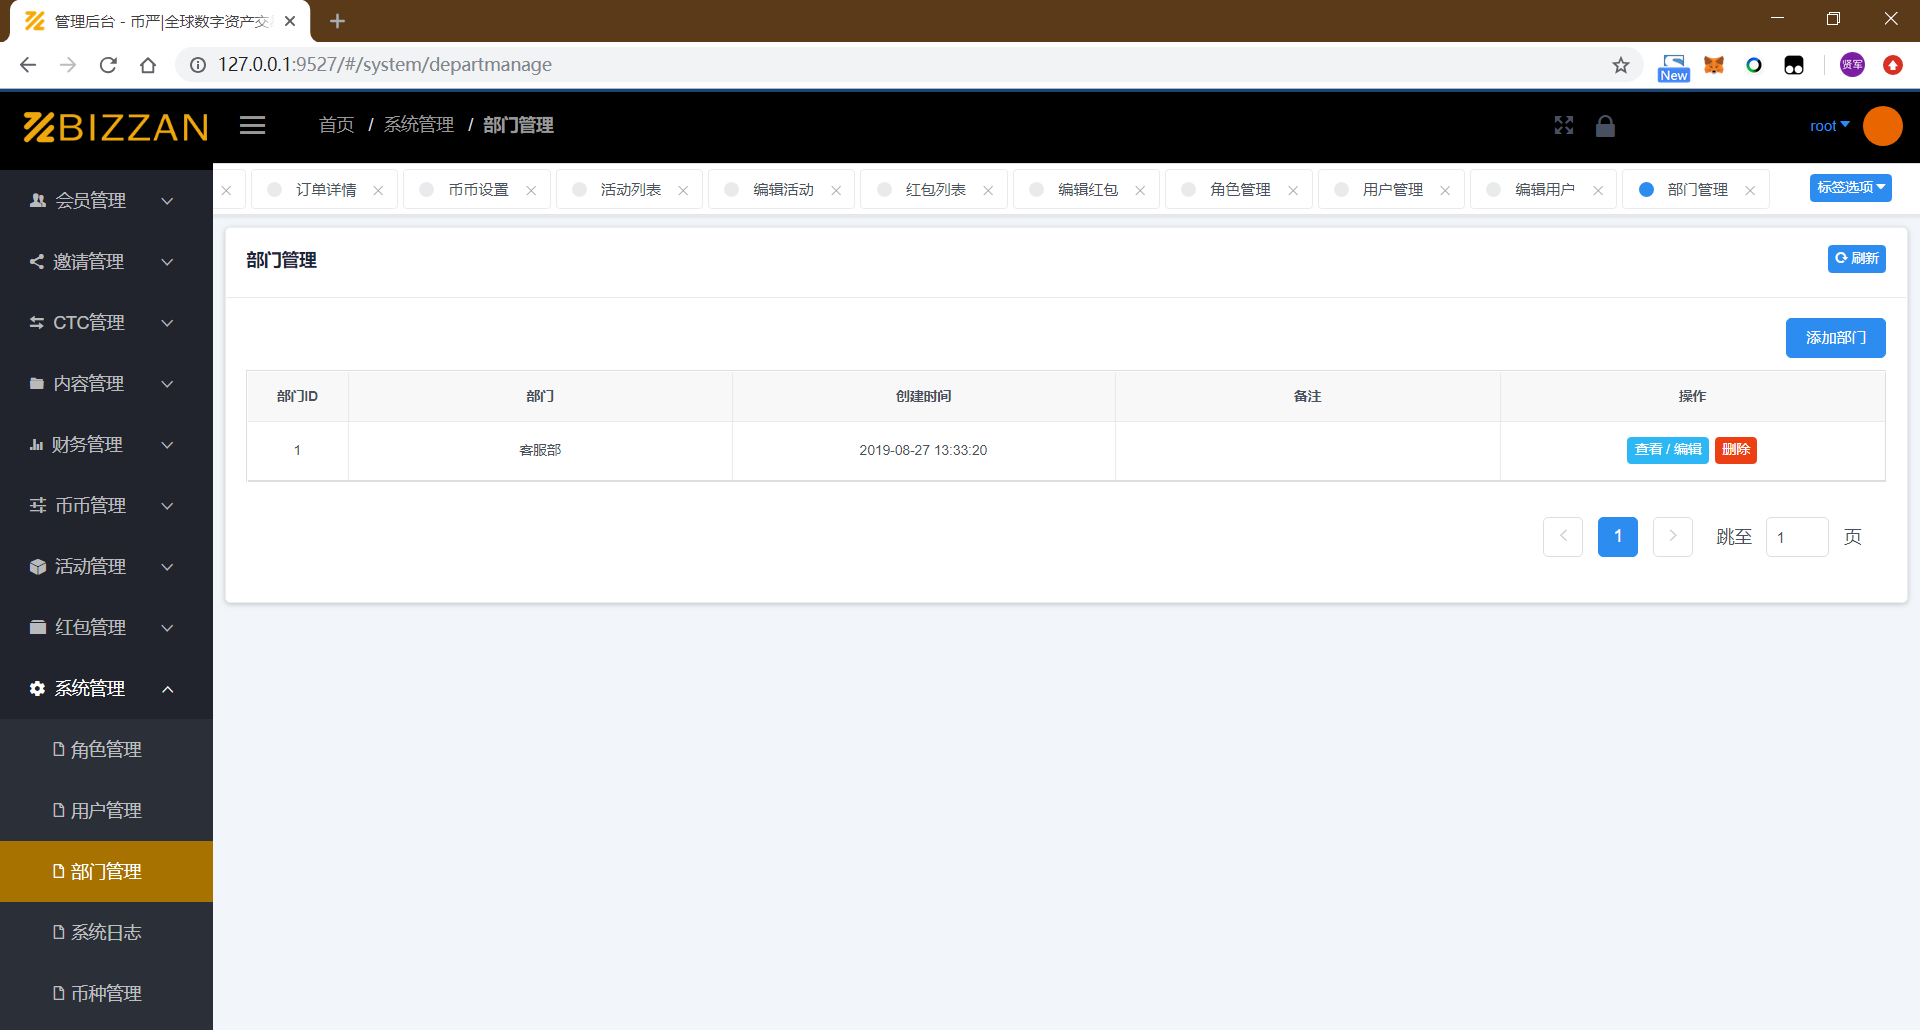 管理后台 - 币严|全球数字资产交
127.0.0.1:9527/#/system/departmanage
New
贤军
BIZZAN
首页 / 系统管理 / 部门管理
root
订单详情
币币设置
活动列表
编辑活动
红包列表
编辑红包
角色管理
用户管理
编辑用户
部门管理
标签选项
会员管理
邀请管理
CTC管理
内容管理
财务管理
币币管理
活动管理
红包管理
系统管理
角色管理
用户管理
部门管理
系统日志
币种管理
部门管理
刷新
添加部门
部门ID 部门 创建时间 备注 操作
1 客服部 2019-08-27 13:33:20 查看 / 编辑 删除
1 跳至 1 页